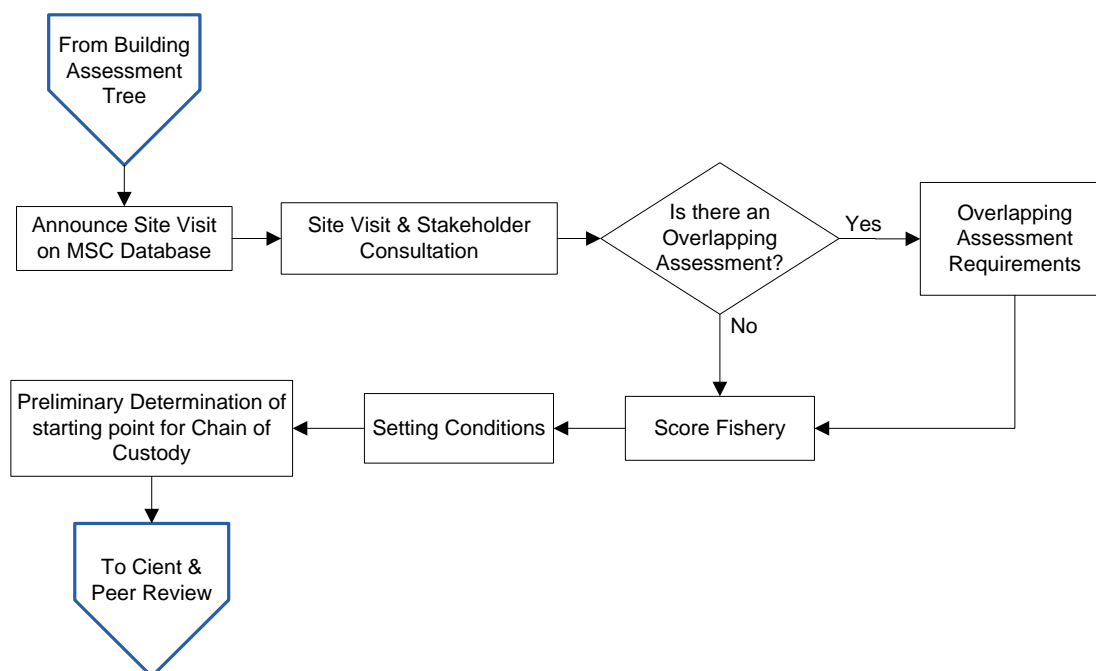 From Building
Assessment
Tree
Announce Site Visit
on MSC Database
Site Visit & Stakeholder
Consultation
Is there an
Overlapping
Assessment?
Yes
Overlapping
Assessment
Requirements
No
Score Fishery
Setting Conditions
Preliminary Determination of
starting point for Chain of
Custody
To Cient &
Peer Review